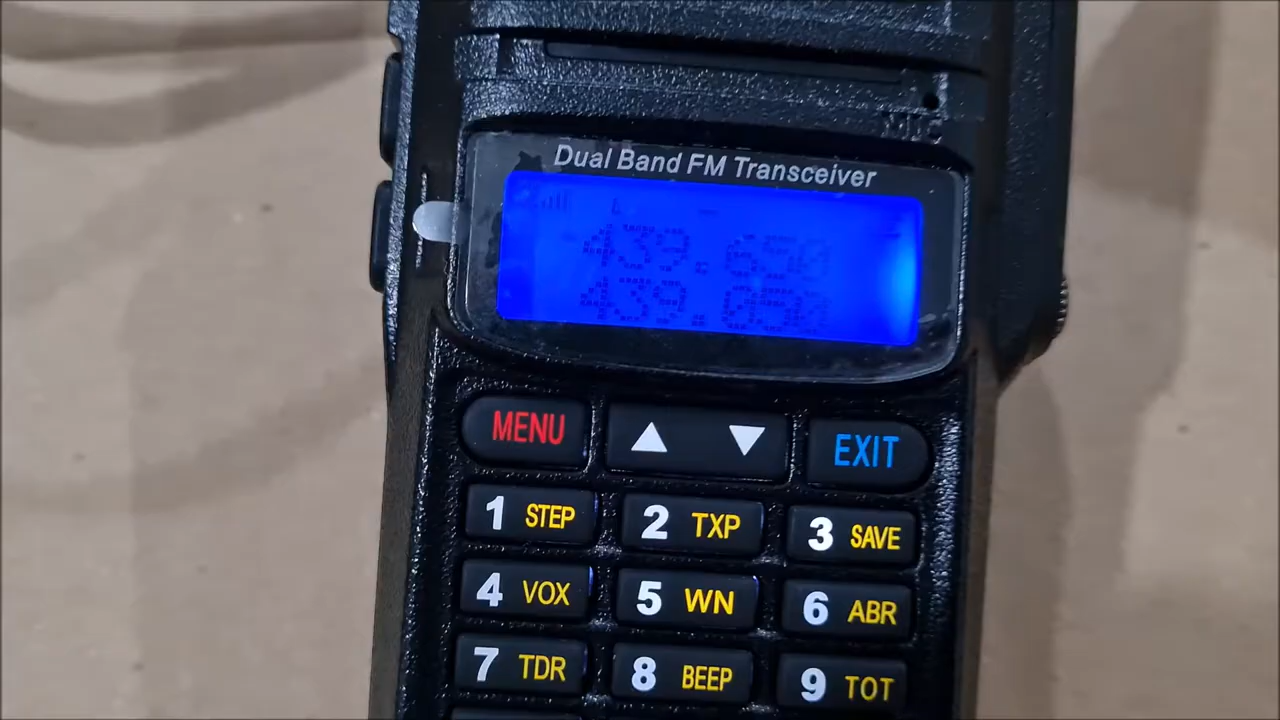 Dual Band FM Transceiver
MENU ▲ ▼ EXIT
1 STEP 2 TXP 3 SAVE
4 VOX 5 WN 6 ABR
7 TDR 8 BEEP 9 TOT